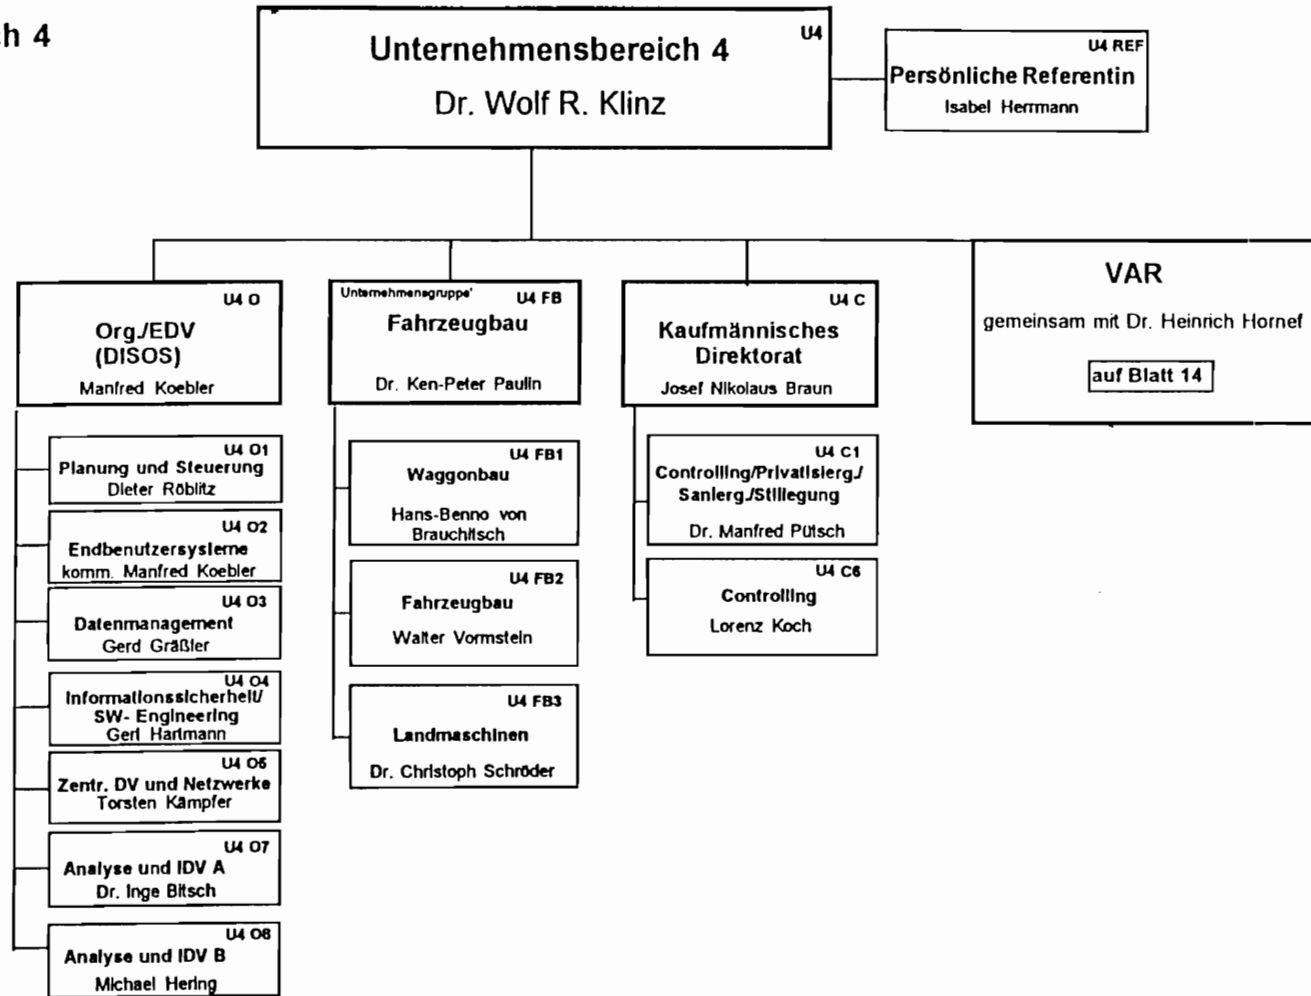 ch 4
U4
Unternehmensbereich 4
Dr. Wolf R. Klinz
U4 REF
Persönliche Referentin
Isabel Herrmann
U4 O
Org./EDV
(DISOS)
Manfred Koebler
U4 O1
Planung und Steuerung
Dieter Röblitz
U4 O2
Endbenutzersysteme
komm. Manfred Koebler
U4 O3
Datenmanagement
Gerd Gräßler
U4 O4
Informationssicherheit/
SW- Engineering
Gerl Hartmann
U4 O5
Zentr. DV und Netzwerke
Torsten Kämpfer
U4 O7
Analyse und IDV A
Dr. Inge Bitsch
U4 O8
Analyse und IDV B
Michael Hering
Unternehmensgruppe'
U4 FB
Fahrzeugbau
Dr. Ken-Peter Paulin
U4 FB1
Waggonbau
Hans-Benno von
Brauchitsch
U4 FB2
Fahrzeugbau
Walter Vormstein
U4 FB3
Landmaschinen
Dr. Christoph Schröder
U4 C
Kaufmännisches
Direktorat
Josef Nikolaus Braun
U4 C1
Controlling/Privatisierg./
Sanierg./Stillegung
Dr. Manfred Pütsch
U4 C6
Controlling
Lorenz Koch
VAR
gemeinsam mit Dr. Heinrich Hornef
auf Blatt 14